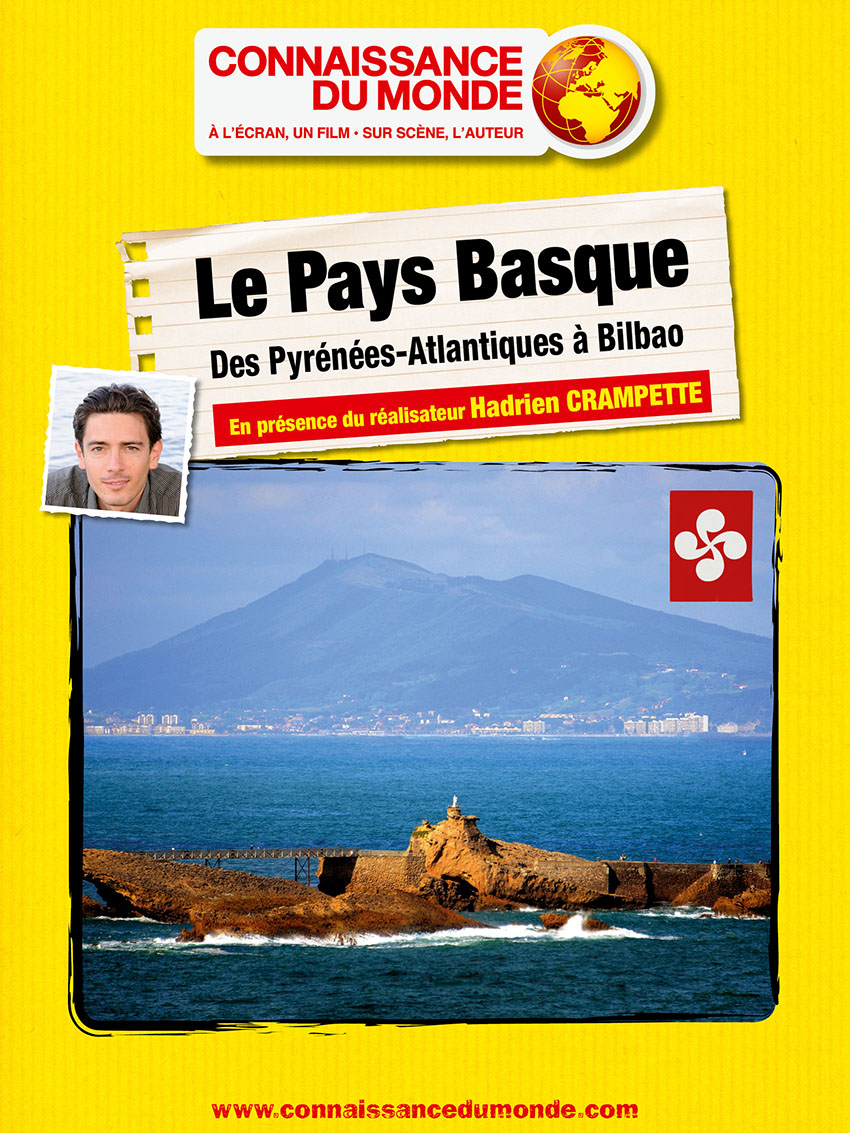 CONNAISSANCE
DU MONDE
À L'ÉCRAN, UN FILM • SUR SCÈNE, L'AUTEUR
Le Pays Basque
Des Pyrénées-Atlantiques à Bilbao
En présence du réalisateur Hadrien CRAMPETTE
www.connaissancedumonde.com